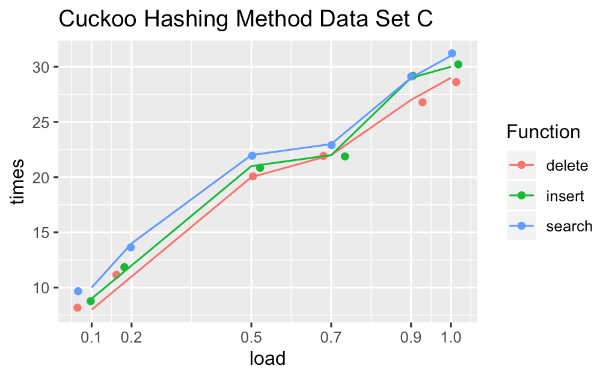 Cuckoo Hashing Method Data Set C
30
25
20
15
10
times
0.1 0.2 0.5 0.7 0.9 1.0
load
Function
delete
insert
search